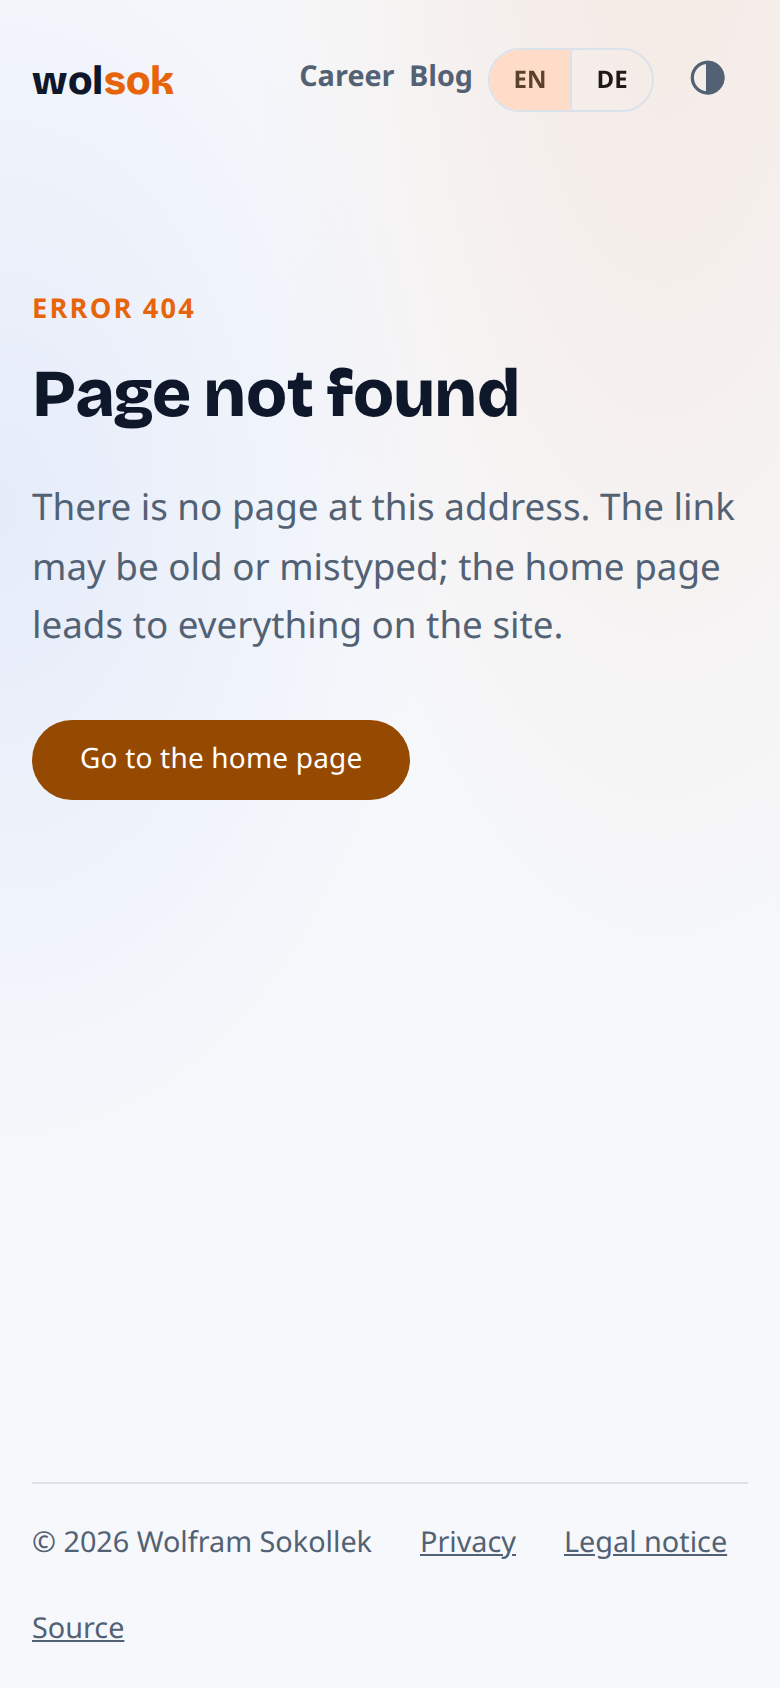 wolsok
Career Blog EN DE
ERROR 404
Page not found
There is no page at this address. The link
may be old or mistyped; the home page
leads to everything on the site.
Go to the home page
© 2026 Wolfram Sokollek Privacy Legal notice
Source